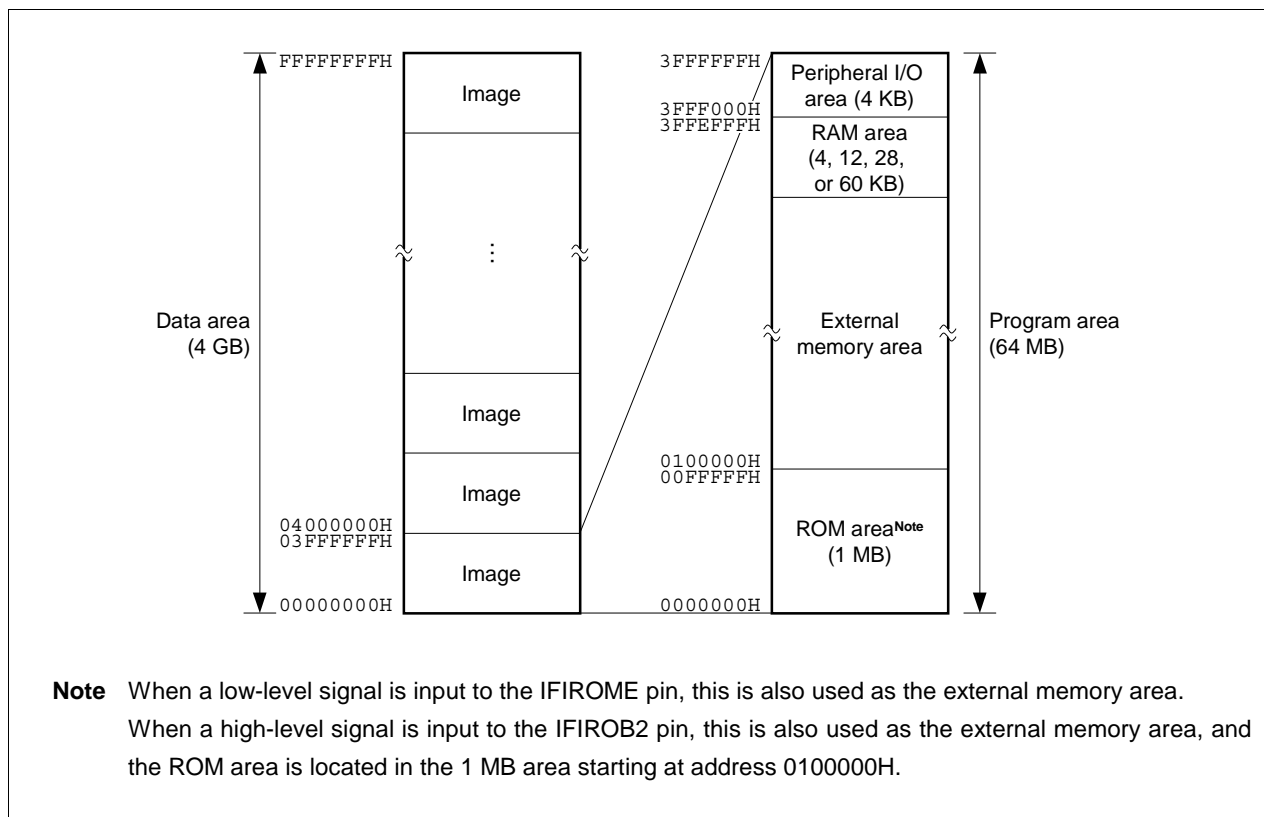 FFFFFFFFH
Image
⋮
Image
Image
04000000H
03FFFFFFH
Image
00000000H
Data area
(4 GB)
3FFFFFFH
Peripheral I/O
area (4 KB)
3FFF000H
3FFEFFFH
RAM area
(4, 12, 28,
or 60 KB)
External
memory area
0100000H
00FFFFFH
ROM areaNote
(1 MB)
0000000H
Program area
(64 MB)
Note When a low-level signal is input to the IFIROME pin, this is also used as the external memory area.
When a high-level signal is input to the IFIROB2 pin, this is also used as the external memory area, and
the ROM area is located in the 1 MB area starting at address 0100000H.